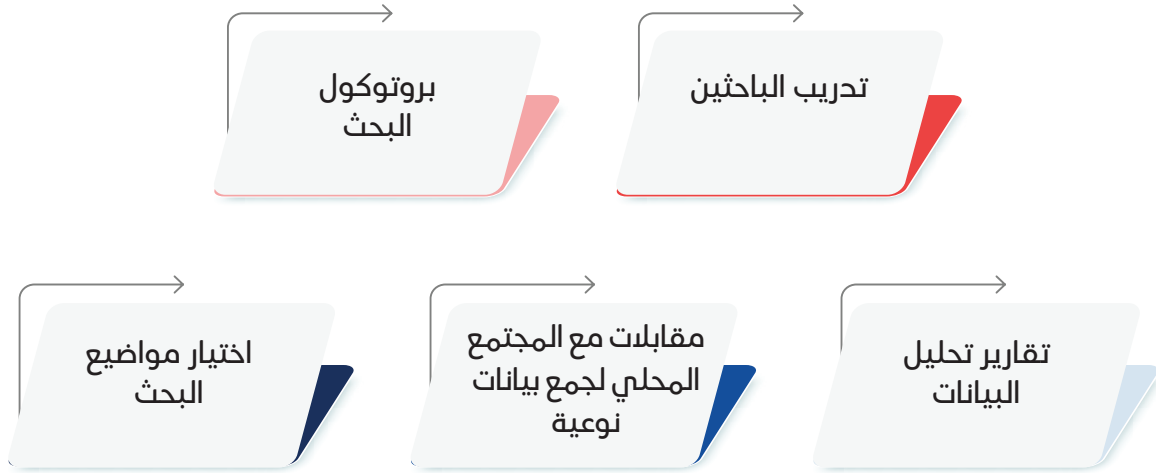 بروتوكول
البحث
تدريب الباحثين
اختيار مواضيع
البحث
مقابلات مع المجتمع
المحلي لجمع بيانات
نوعية
تقارير تحليل
البيانات